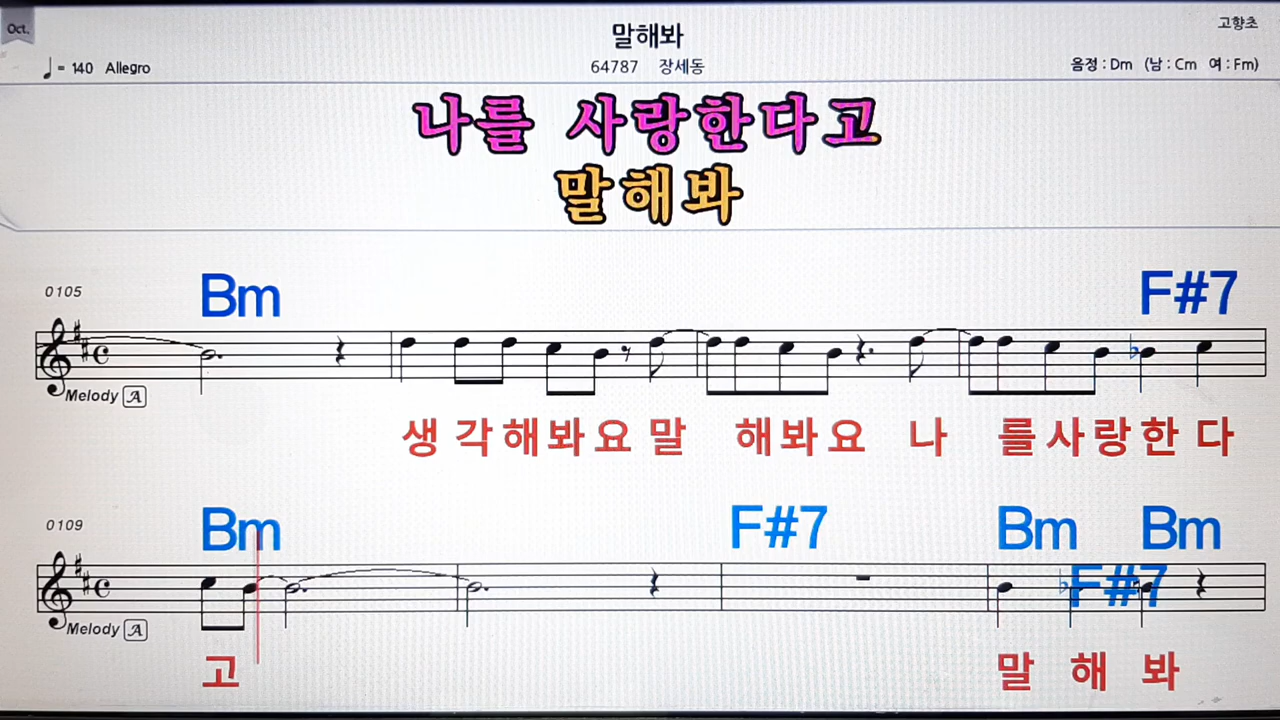 Oct.
말해봐
고향초
♩= 140 Allegro
64787 장세동
음정 : Dm (남 : Cm 여 : Fm)
나를 사랑한다고
말해봐
0105
Bm F#7
Melody A
생각해봐요 말 해봐요 나 를사랑한다
0109
Bm F#7 Bm F#7 Bm
Melody A
고 말해봐